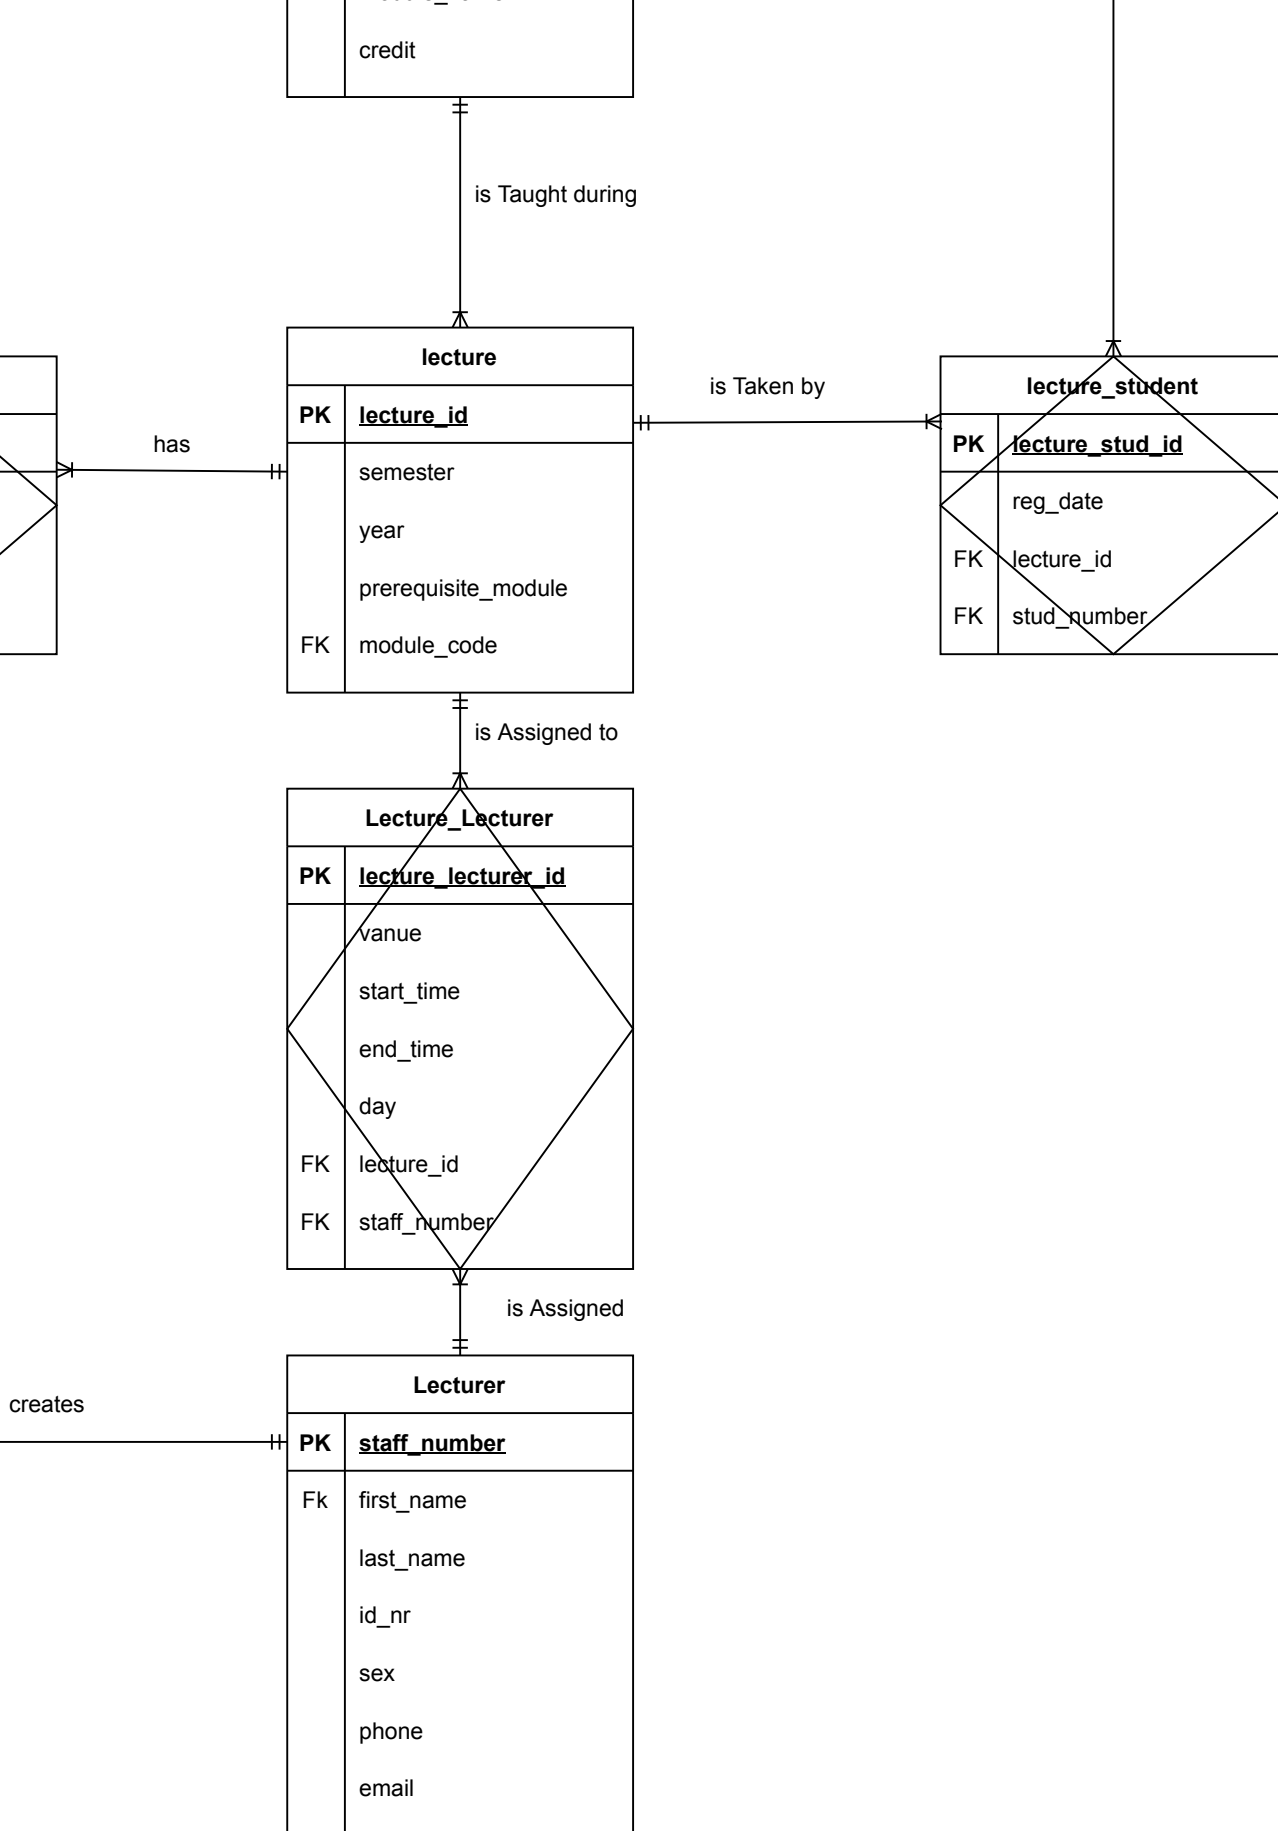 credit
is Taught during
lecture
PK lecture_id
semester
year
prerequisite_module
FK module_code
has
is Taken by
lecture_student
PK lecture_stud_id
reg_date
FK lecture_id
FK stud_number
is Assigned to
Lecture_Lecturer
PK lecture_lecturer_id
vanue
start_time
end_time
day
FK lecture_id
FK staff_number
is Assigned
creates
Lecturer
PK staff_number
Fk first_name
last_name
id_nr
sex
phone
email